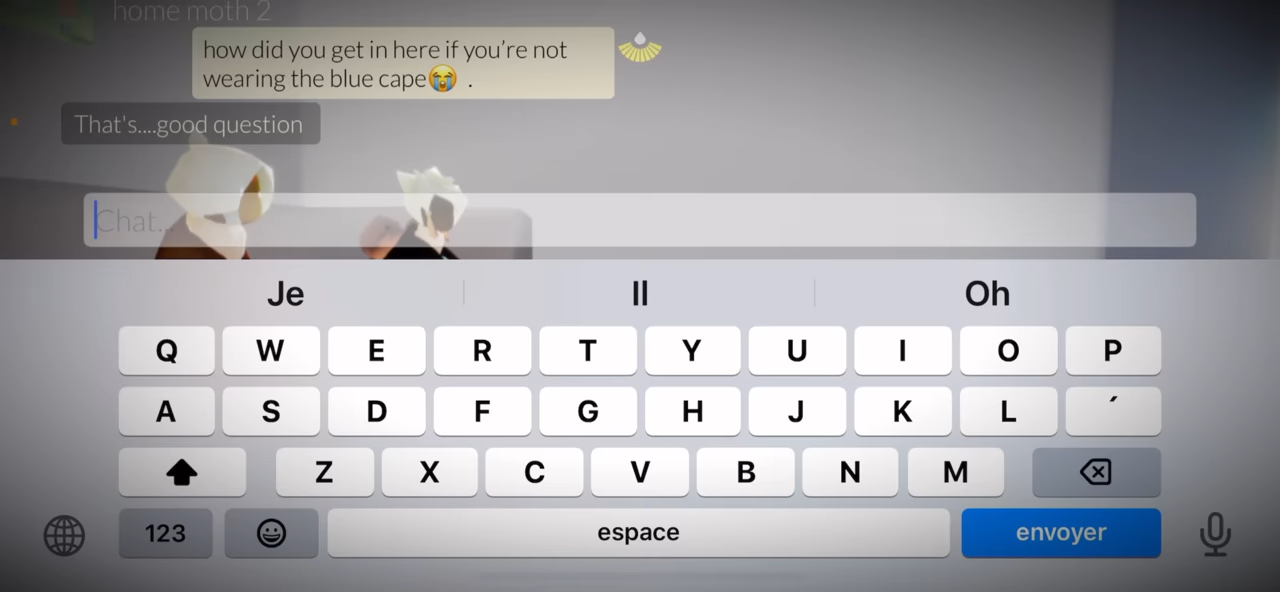 home moth 2
how did you get in here if you’re not
wearing the blue cape😭 .
That's....good question
Chat...
Je Il Oh
Q W E R T Y U I O P
A S D F G H J K L ´
Z X C V B N M
123 espace envoyer